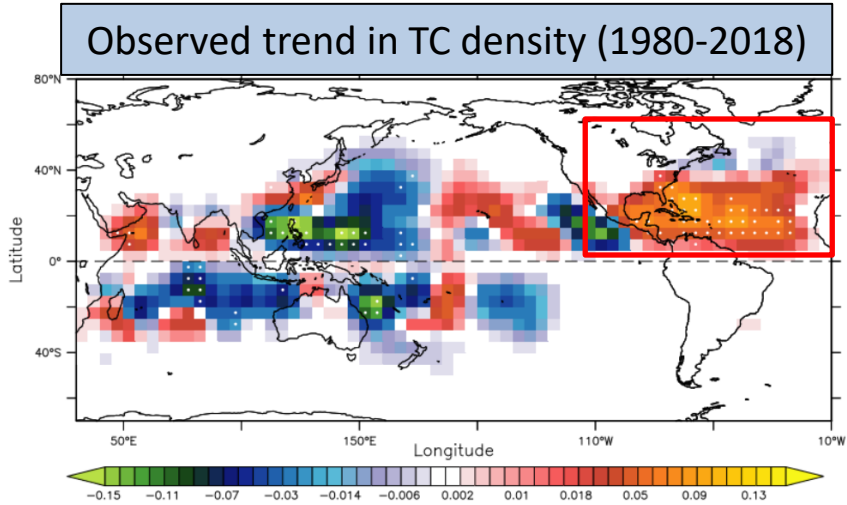 Observed trend in TC density (1980-2018)
80°N
40°N
0°
40°S
Latitude
50°E 150°E 110°W 10°W
Longitude
−0.15 −0.11 −0.07 −0.03 −0.014 −0.006 0.002 0.01 0.018 0.05 0.09 0.13